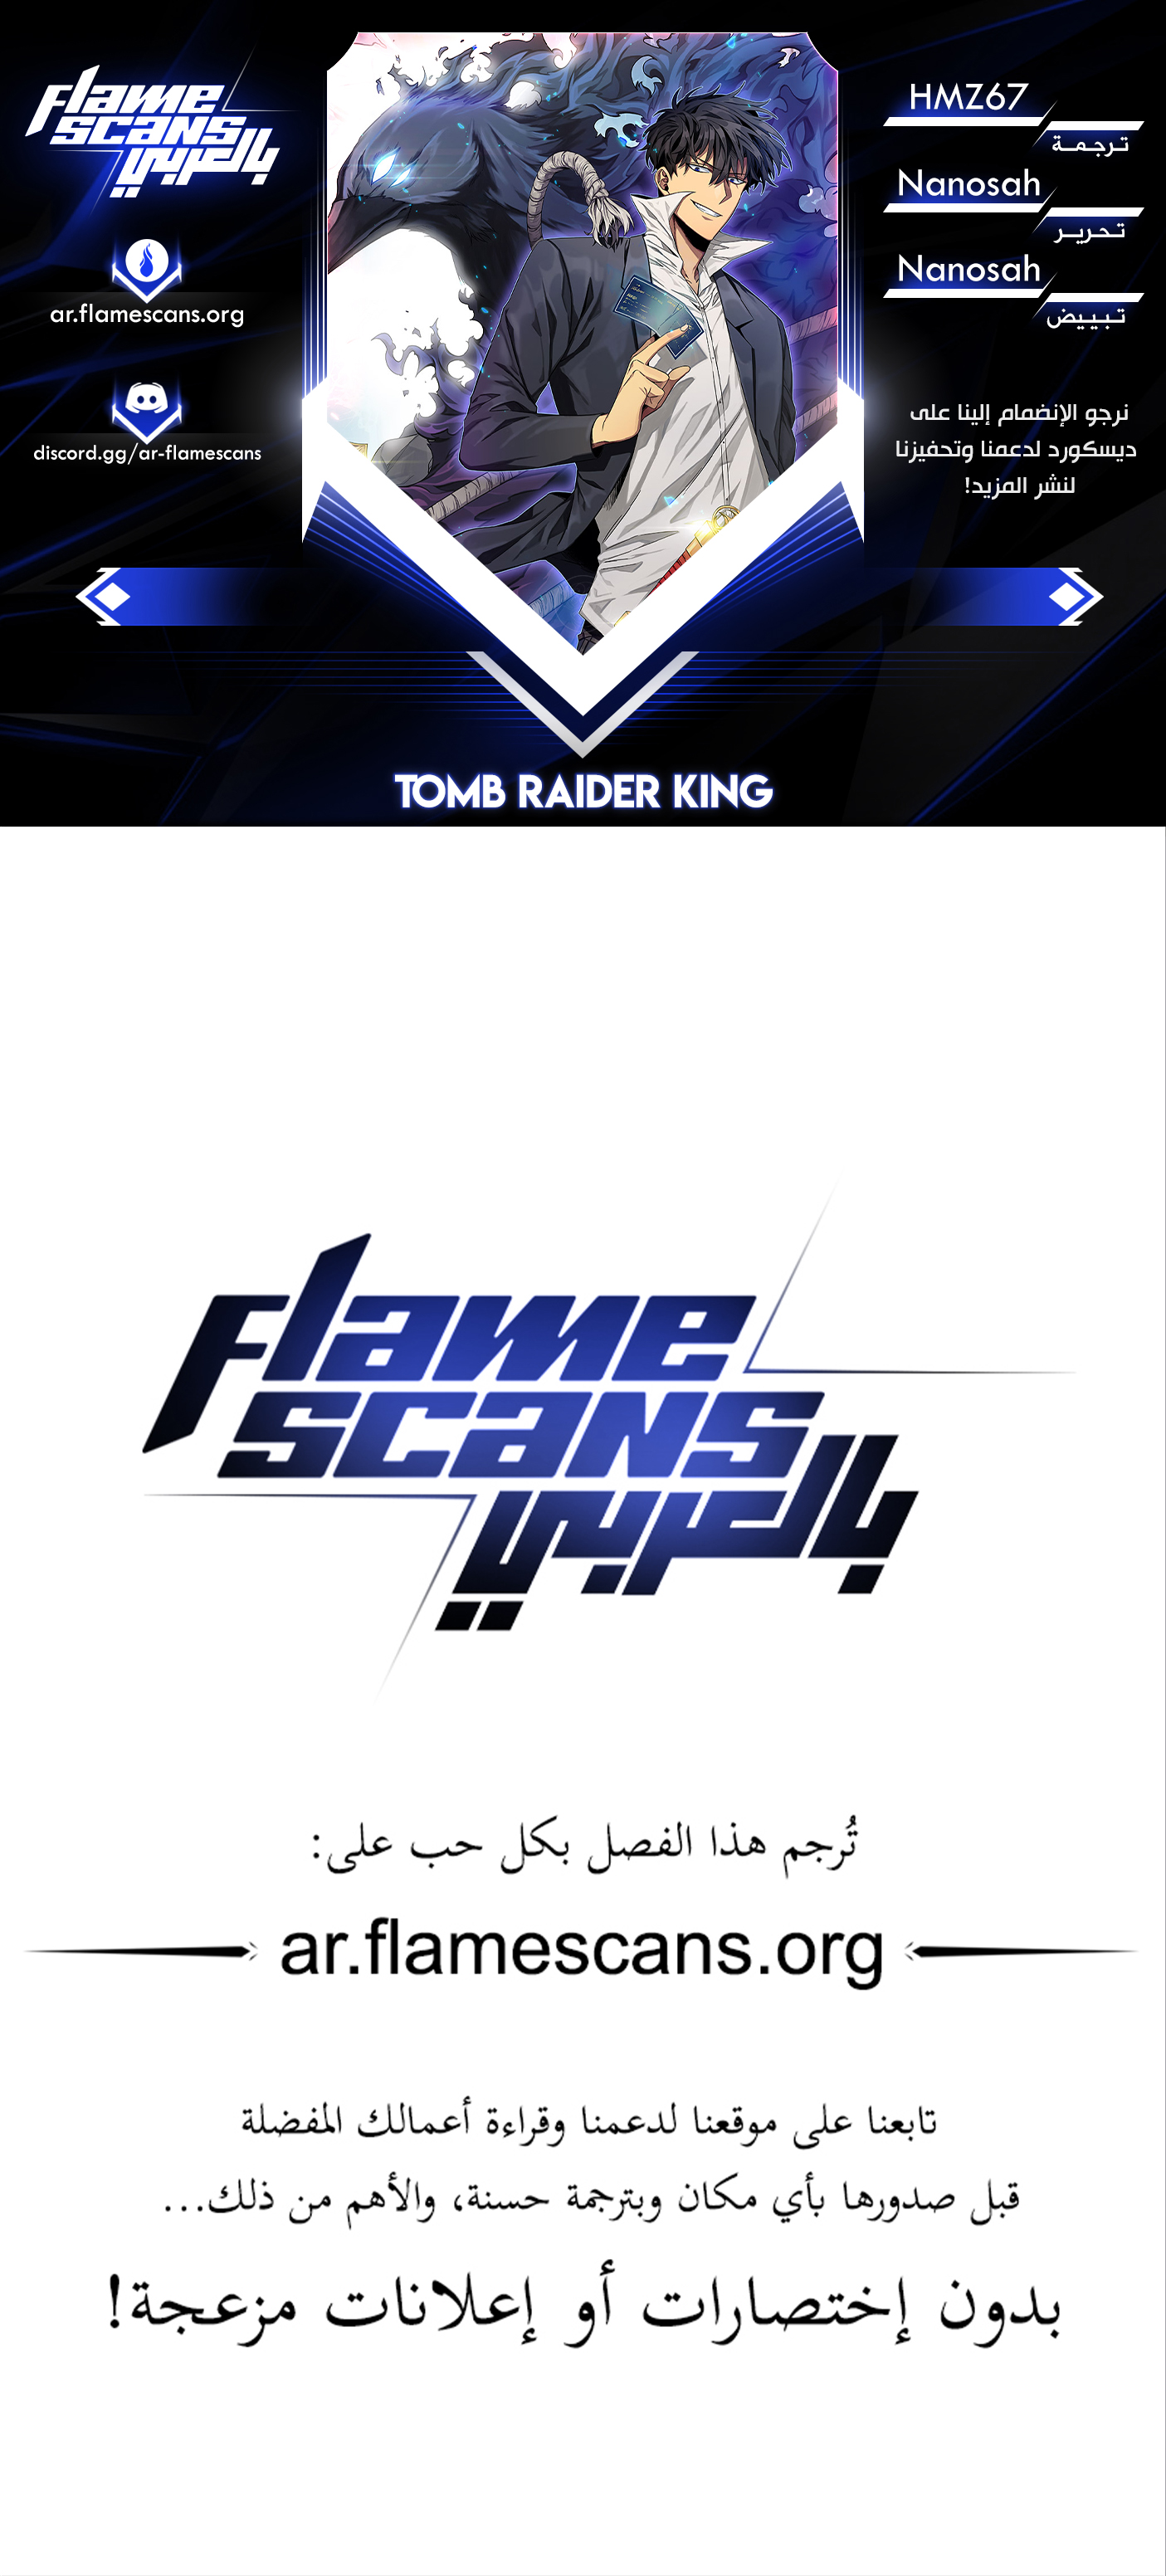 Flame
scans
بالعربي
ar.flamescans.org
discord.gg/ar-flamescans
HMZ67
ترجمة
Nanosah
تحرير
Nanosah
تبييض
نرجو الإنضمام إلينا على
ديسكورد لدعمنا وتحفيزنا
لنشر المزيد!
TOMB RAIDER KING
Flame
scans
بالعربي
تُرجم هذا الفصل بكل حب على:
ar.flamescans.org
تابعنا على موقعنا لدعمنا وقراءة أعمالك المفضلة
قبل صدورها بأي مكان وبترجمة حسنة، والأهم من ذلك...
بدون إختصارات أو إعلانات مزعجة!